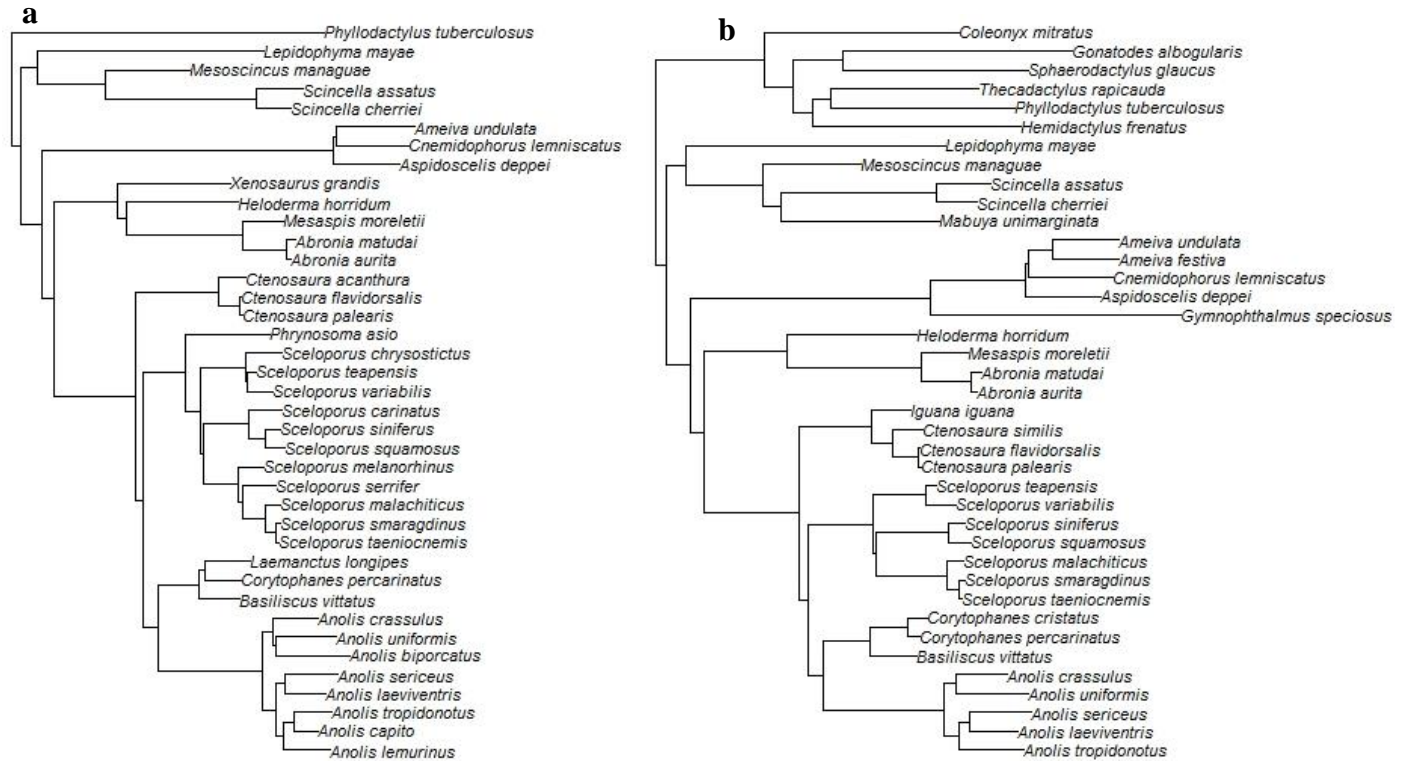 a
Phyllodactylus tuberculosus
Lepidophyma mayae
Mesoscincus managuae
Scincella assatus
Scincella cherriei
Ameiva undulata
Cnemidophorus lemniscatus
Aspidoscelis deppei
Xenosaurus grandis
Heloderma horridum
Mesaspis moreletii
Abronia matudai
Abronia aurita
Ctenosaura acanthura
Ctenosaura flavidorsalis
Ctenosaura palearis
Phrynosoma asio
Sceloporus chrysostictus
Sceloporus teapensis
Sceloporus variabilis
Sceloporus carinatus
Sceloporus siniferus
Sceloporus squamosus
Sceloporus melanorhinus
Sceloporus serrifer
Sceloporus malachiticus
Sceloporus smaragdinus
Sceloporus taeniocnemis
Laemanctus longipes
Corytophanes percarinatus
Basiliscus vittatus
Anolis crassulus
Anolis uniformis
Anolis biporcatus
Anolis sericeus
Anolis laeviventris
Anolis tropidonotus
Anolis capito
Anolis lemurinus
b
Coleonyx mitratus
Gonatodes albogularis
Sphaerodactylus glaucus
Thecadactylus rapicauda
Phyllodactylus tuberculosus
Hemidactylus frenatus
Lepidophyma mayae
Mesoscincus managuae
Scincella assatus
Scincella cherriei
Mabuya unimarginata
Ameiva undulata
Ameiva festiva
Cnemidophorus lemniscatus
Aspidoscelis deppei
Gymnophthalmus speciosus
Heloderma horridum
Mesaspis moreletii
Abronia matudai
Abronia aurita
Iguana iguana
Ctenosaura similis
Ctenosaura flavidorsalis
Ctenosaura palearis
Sceloporus teapensis
Sceloporus variabilis
Sceloporus siniferus
Sceloporus squamosus
Sceloporus malachiticus
Sceloporus smaragdinus
Sceloporus taeniocnemis
Corytophanes cristatus
Corytophanes percarinatus
Basiliscus vittatus
Anolis crassulus
Anolis uniformis
Anolis sericeus
Anolis laeviventris
Anolis tropidonotus